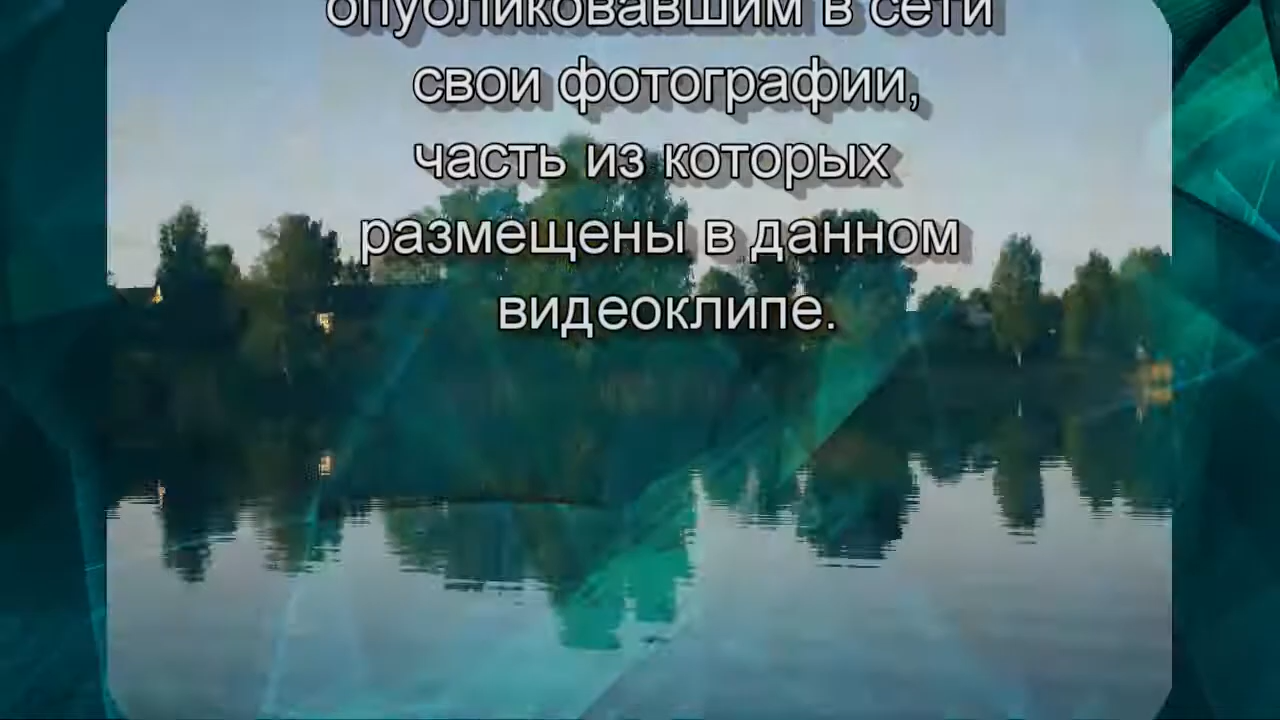 опубликовавшим в сети
свои фотографии,
часть из которых
размещены в данном
видеоклипе.